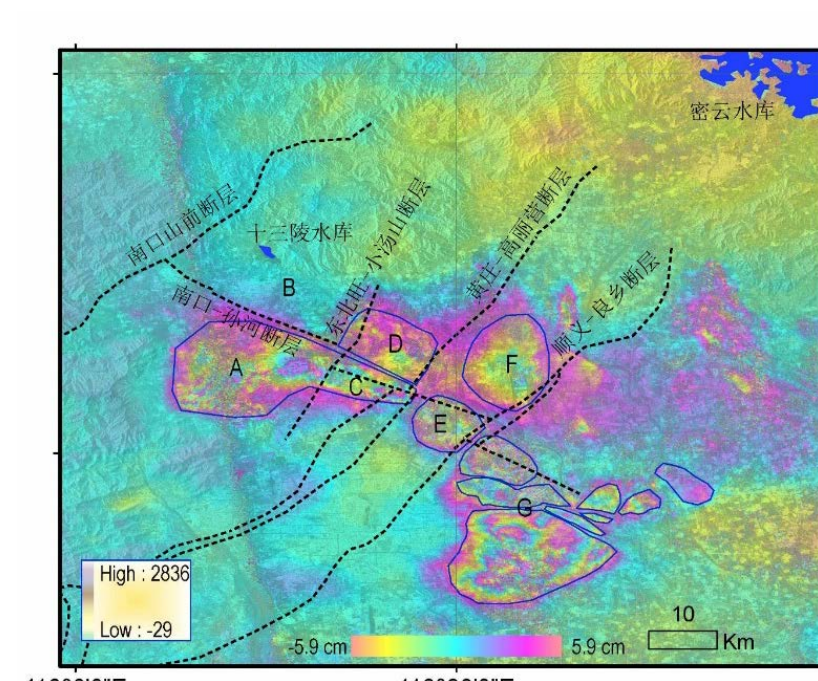 密云水库
南口山前断层
十三陵水库
东北旺-小汤山断层
黄庄-高丽营断层
顺义-良乡断层
B
南口-孙河断层
A
D
C
F
E
G
High : 2836
Low : -29
-5.9 cm
5.9 cm
10
Km